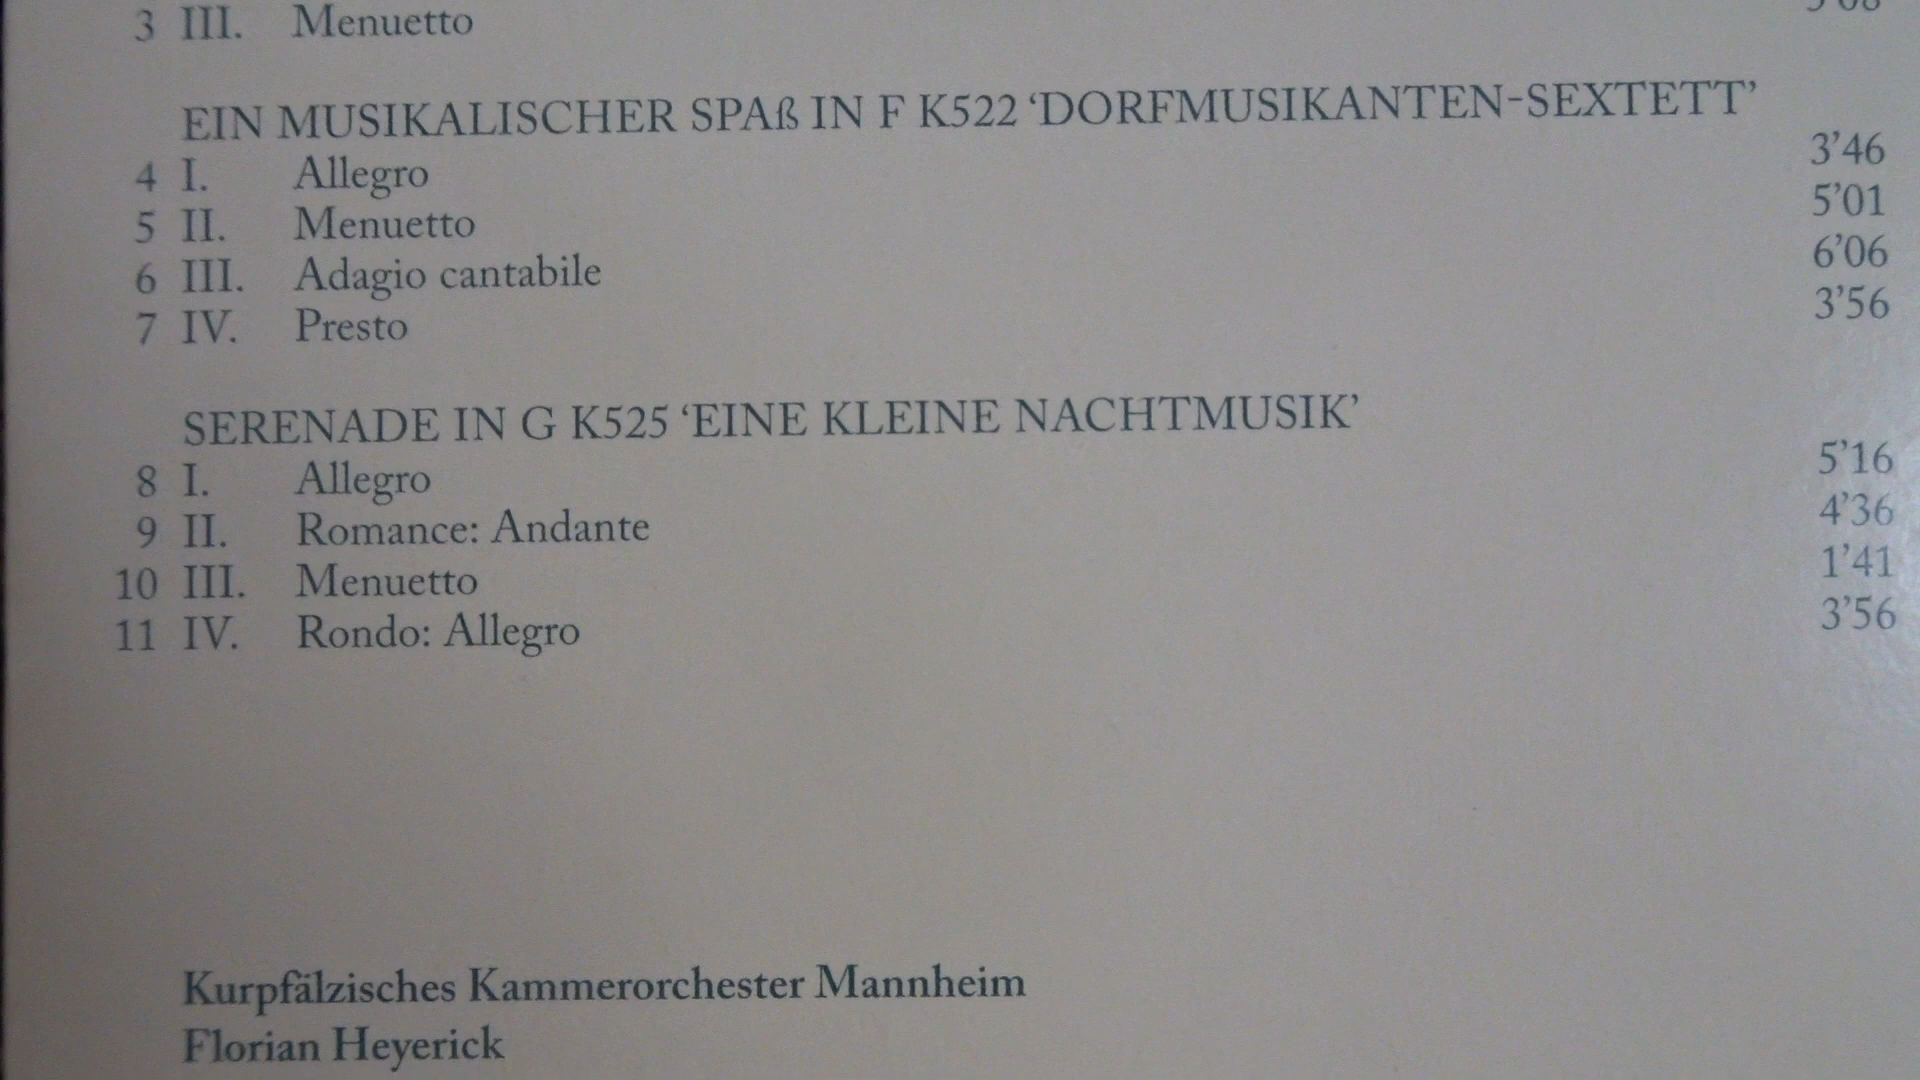 3 III. Menuetto
EIN MUSIKALISCHER SPAß IN F K522 ‘DORFMUSIKANTEN-SEXTETT’
4 I. Allegro 3’46
5 II. Menuetto 5’01
6 III. Adagio cantabile 6’06
7 IV. Presto 3’56
SERENADE IN G K525 ‘EINE KLEINE NACHTMUSIK’
8 I. Allegro 5’16
9 II. Romance: Andante 4’36
10 III. Menuetto 1’41
11 IV. Rondo: Allegro 3’56
Kurpfälzisches Kammerorchester Mannheim
Florian Heyerick